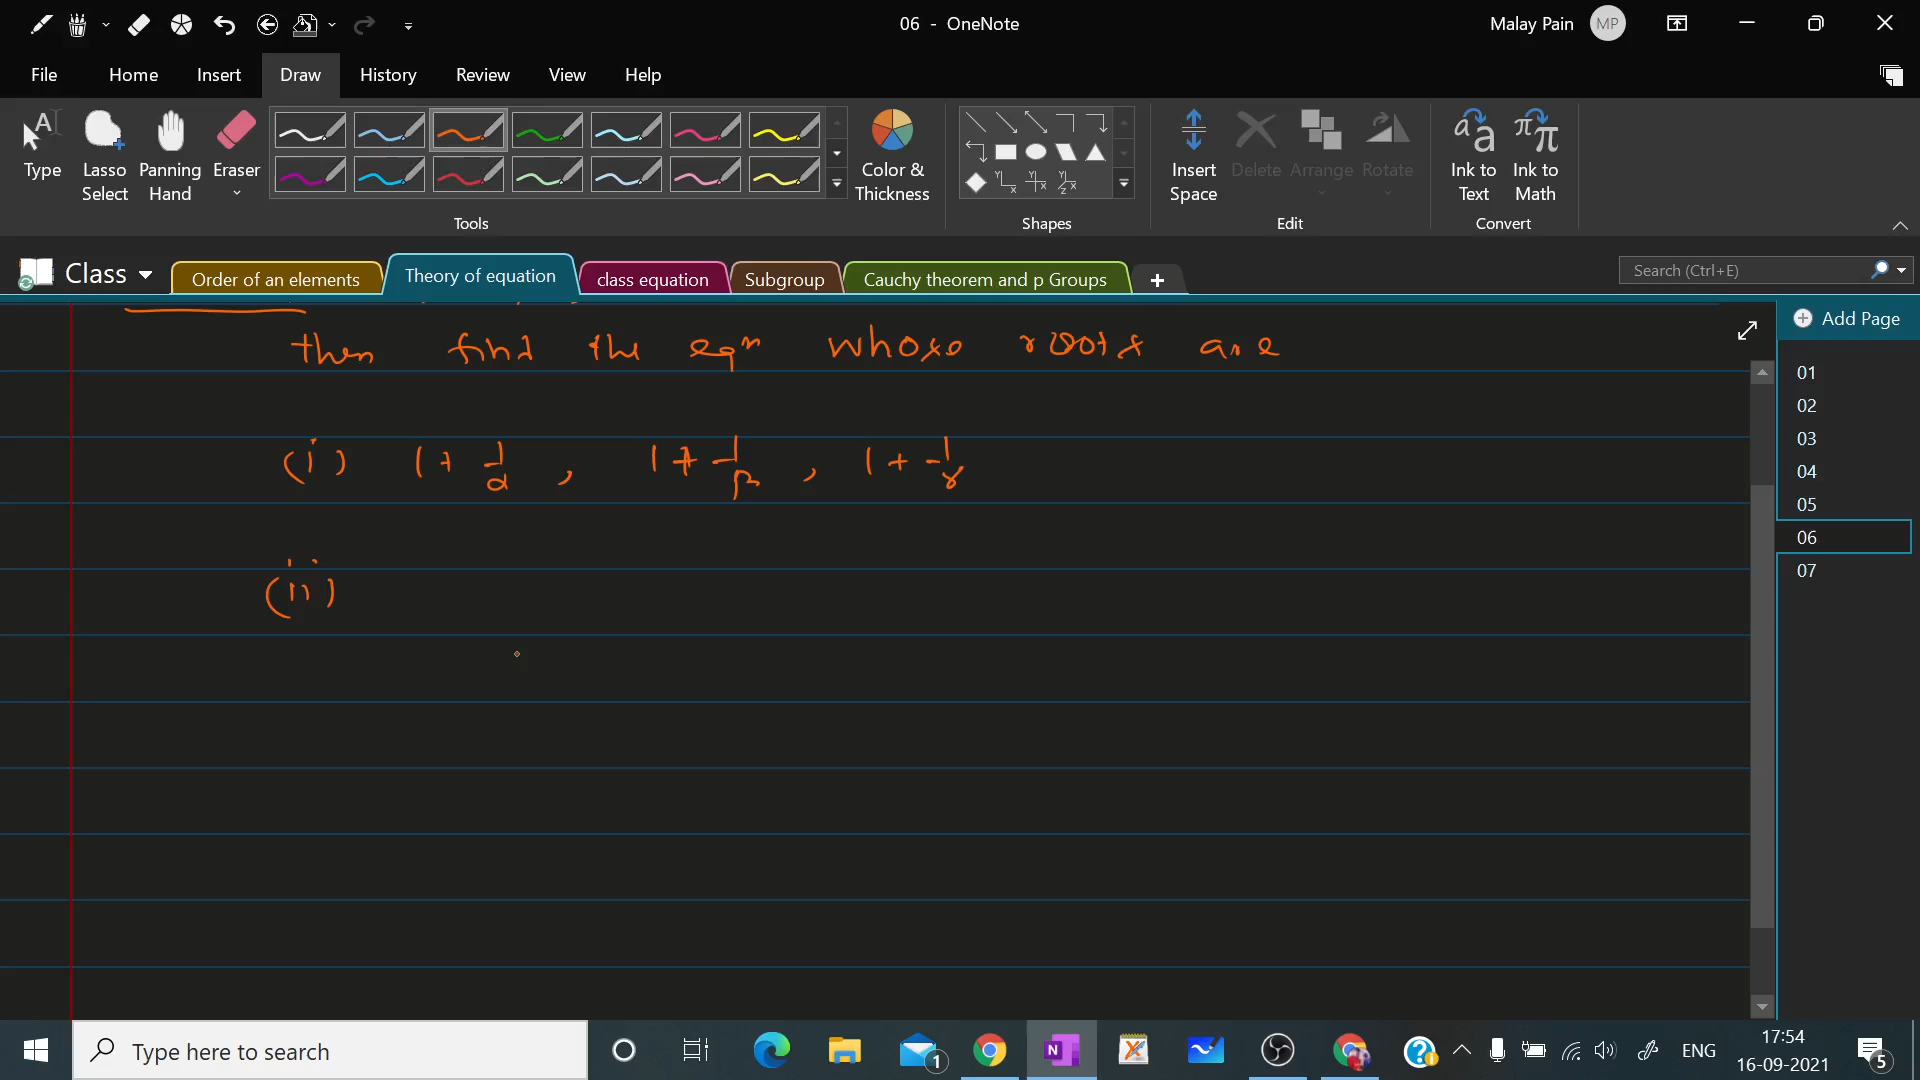 06 - OneNote
Malay Pain MP
File Home Insert Draw History Review View Help
Type
Lasso Select
Panning Hand
Eraser
Color & Thickness
Insert Space
Delete
Arrange
Rotate
Ink to Text
Ink to Math
Tools
Shapes
Edit
Convert
Class
Order of an elements
Theory of equation
class equation
Subgroup
Cauchy theorem and p Groups
Search (Ctrl+E)
Add Page
01
02
03
04
05
06
07
then find the eqn whose roots are
(i) 1 + 1/α , 1 + 1/β , 1 + 1/γ
(ii)
Type here to search
1
ENG
17:54
16-09-2021
5